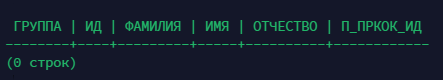 ГРУППА | ИД | ФАМИЛИЯ | ИМЯ | ОТЧЕСТВО | П_ПРКОК_ИД
--------+----+---------+-----+----------+------------
(0 строк)